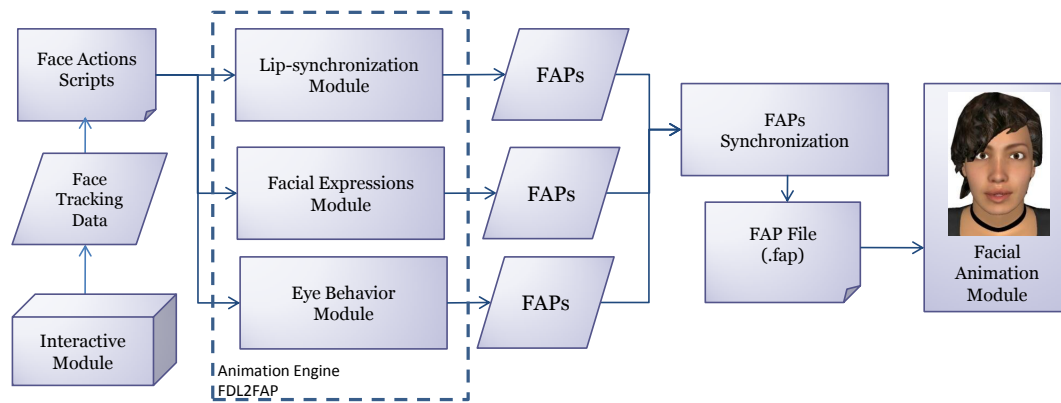 Face Actions
Scripts
Face
Tracking
Data
Interactive
Module
Lip-synchronization
Module
Facial Expressions
Module
Eye Behavior
Module
Animation Engine
FDL2FAP
FAPs
FAPs
FAPs
FAPs
Synchronization
FAP File
(.fap)
Facial
Animation
Module